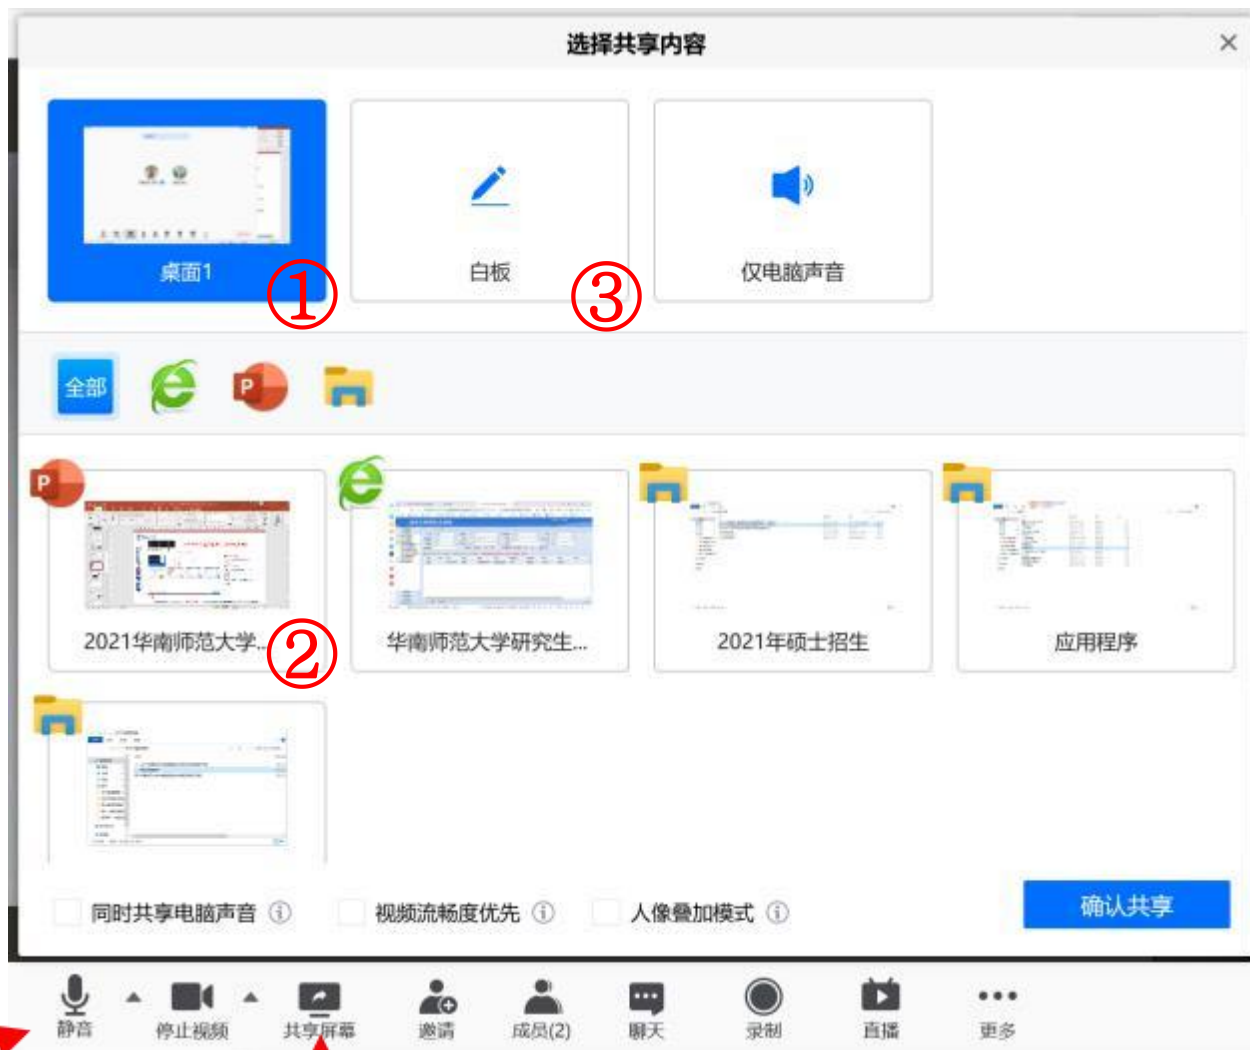 选择共享内容
桌面1
①
白板
③
仅电脑声音
全部
P
P
2021华南师范大学...
②
华南师范大学研究生...
2021年硕士招生
应用程序
同时共享电脑声音
视频流畅度优先
人像叠加模式
确认共享
静音
停止视频
共享屏幕
邀请
成员(2)
聊天
录制
直播
更多